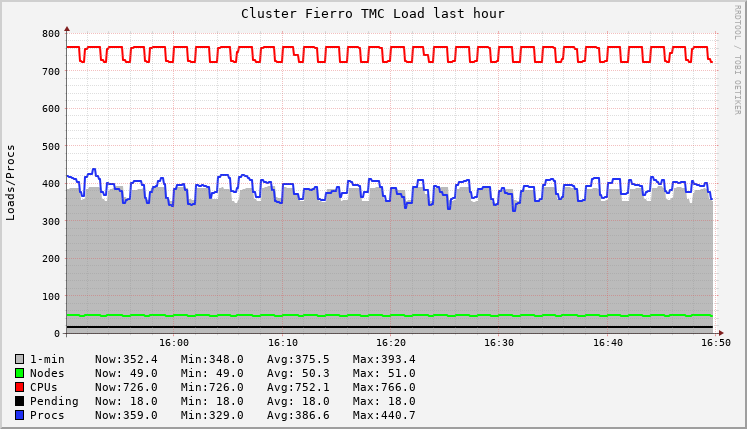 Cluster Fierro TMC Load last hour
RRDTOOL / TOBI OETIKER
Loads/Procs
800
700
600
500
400
300
200
100
0
16:00 16:10 16:20 16:30 16:40 16:50
1-min Now:352.4 Min:348.0 Avg:375.5 Max:393.4
Nodes Now: 49.0 Min: 49.0 Avg: 50.3 Max: 51.0
CPUs Now:726.0 Min:726.0 Avg:752.1 Max:766.0
Pending Now: 18.0 Min: 18.0 Avg: 18.0 Max: 18.0
Procs Now:359.0 Min:329.0 Avg:386.6 Max:440.7